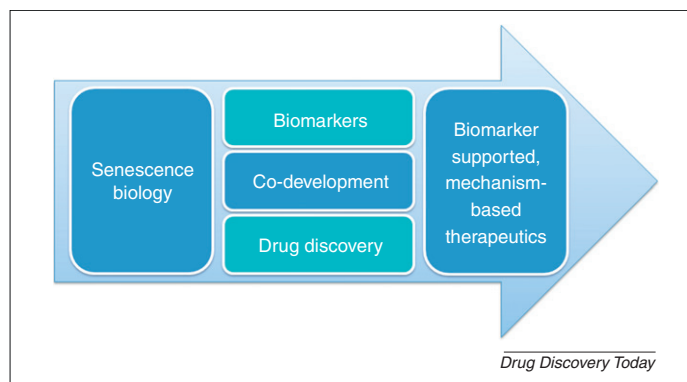 Senescence
biology
Biomarkers
Co-development
Drug discovery
Biomarker
supported,
mechanism-
based
therapeutics
Drug Discovery Today